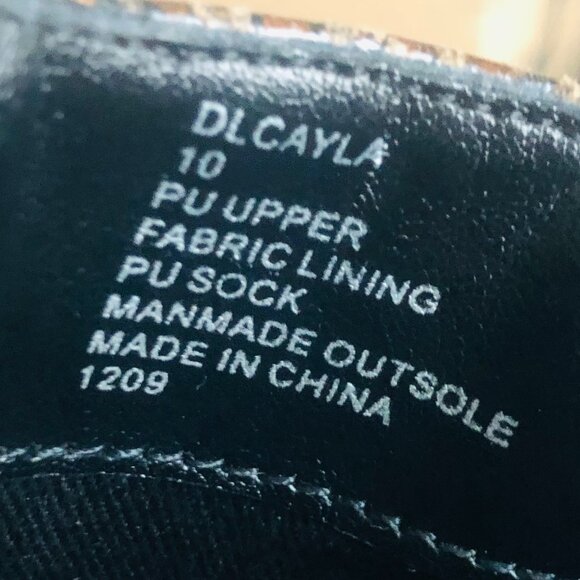 DLCAYLA
10
PU UPPER
FABRIC LINING
PU SOCK
MANMADE OUTSOLE
MADE IN CHINA
1209